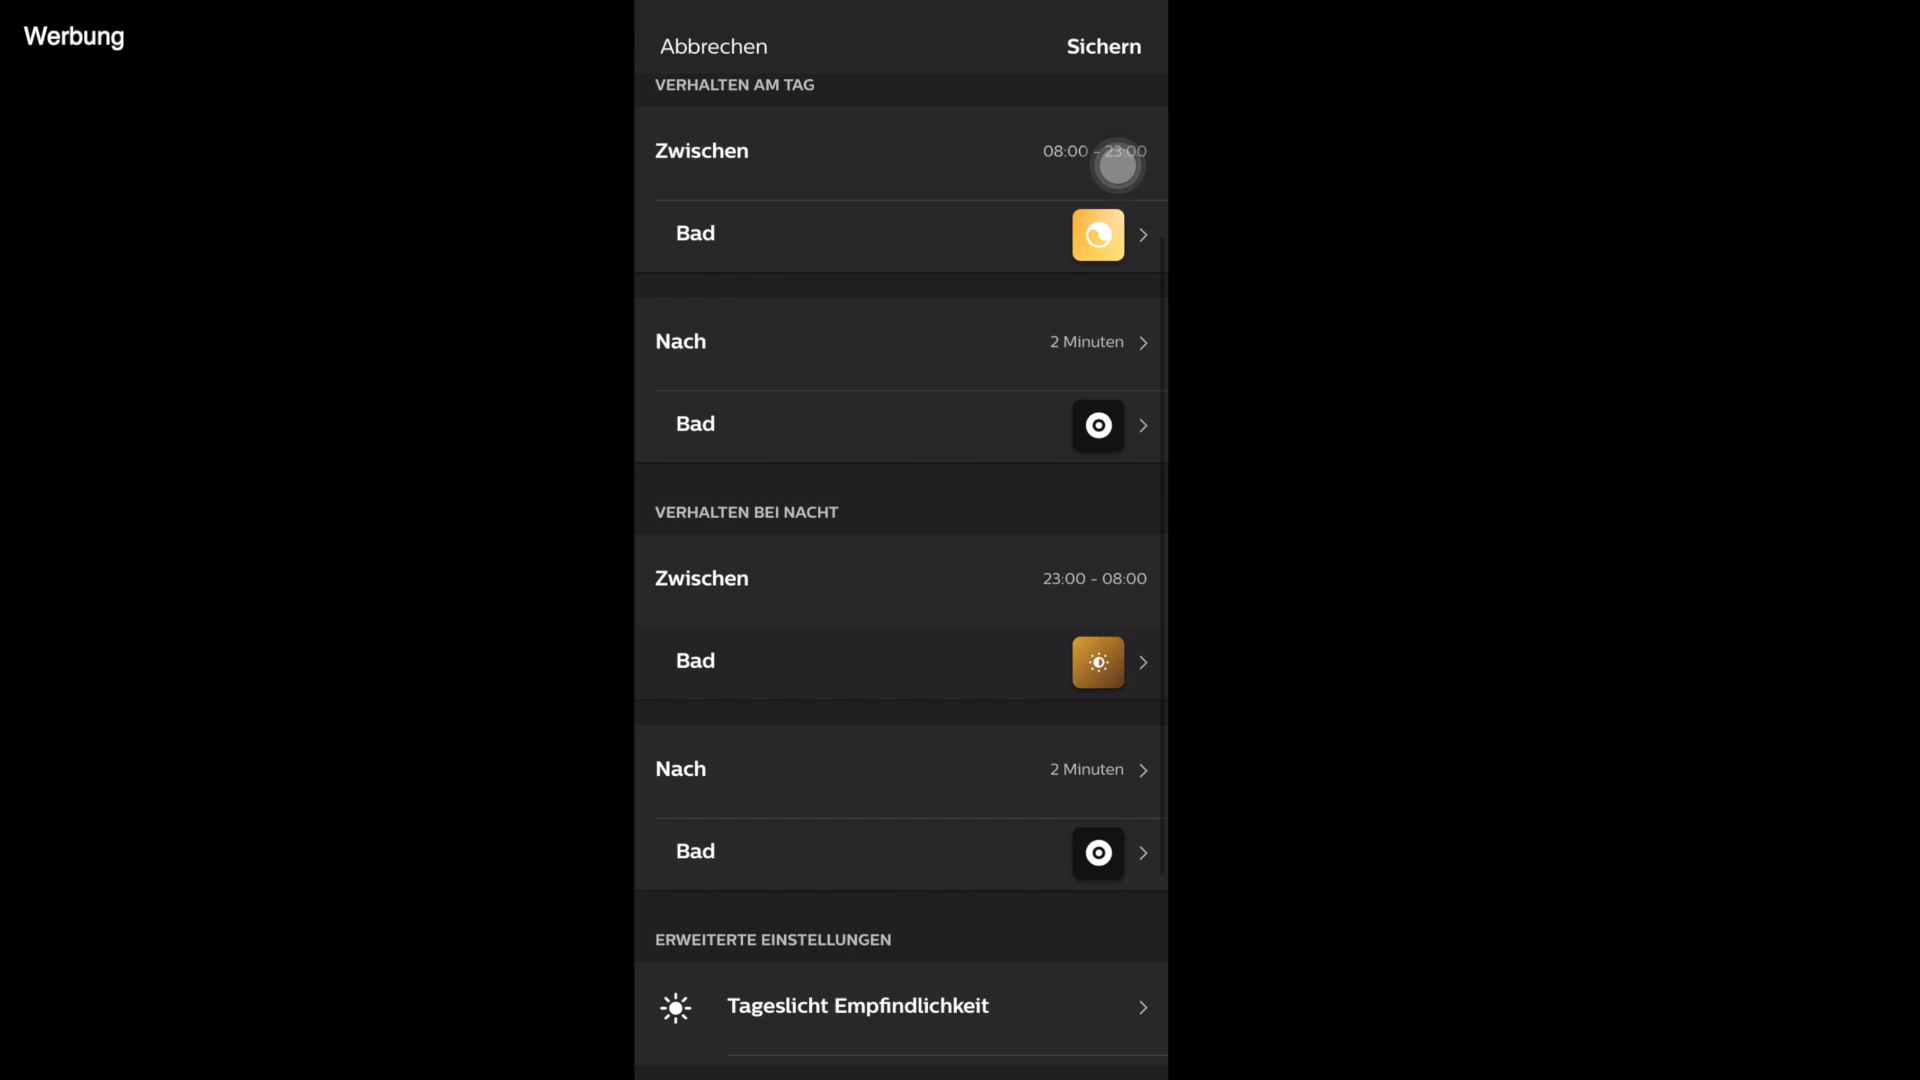 Werbung
Abbrechen Sichern
VERHALTEN AM TAG
Zwischen 08:00 – 23:00
Bad
Nach 2 Minuten
Bad
VERHALTEN BEI NACHT
Zwischen 23:00 – 08:00
Bad
Nach 2 Minuten
Bad
ERWEITERTE EINSTELLUNGEN
Tageslicht Empfindlichkeit